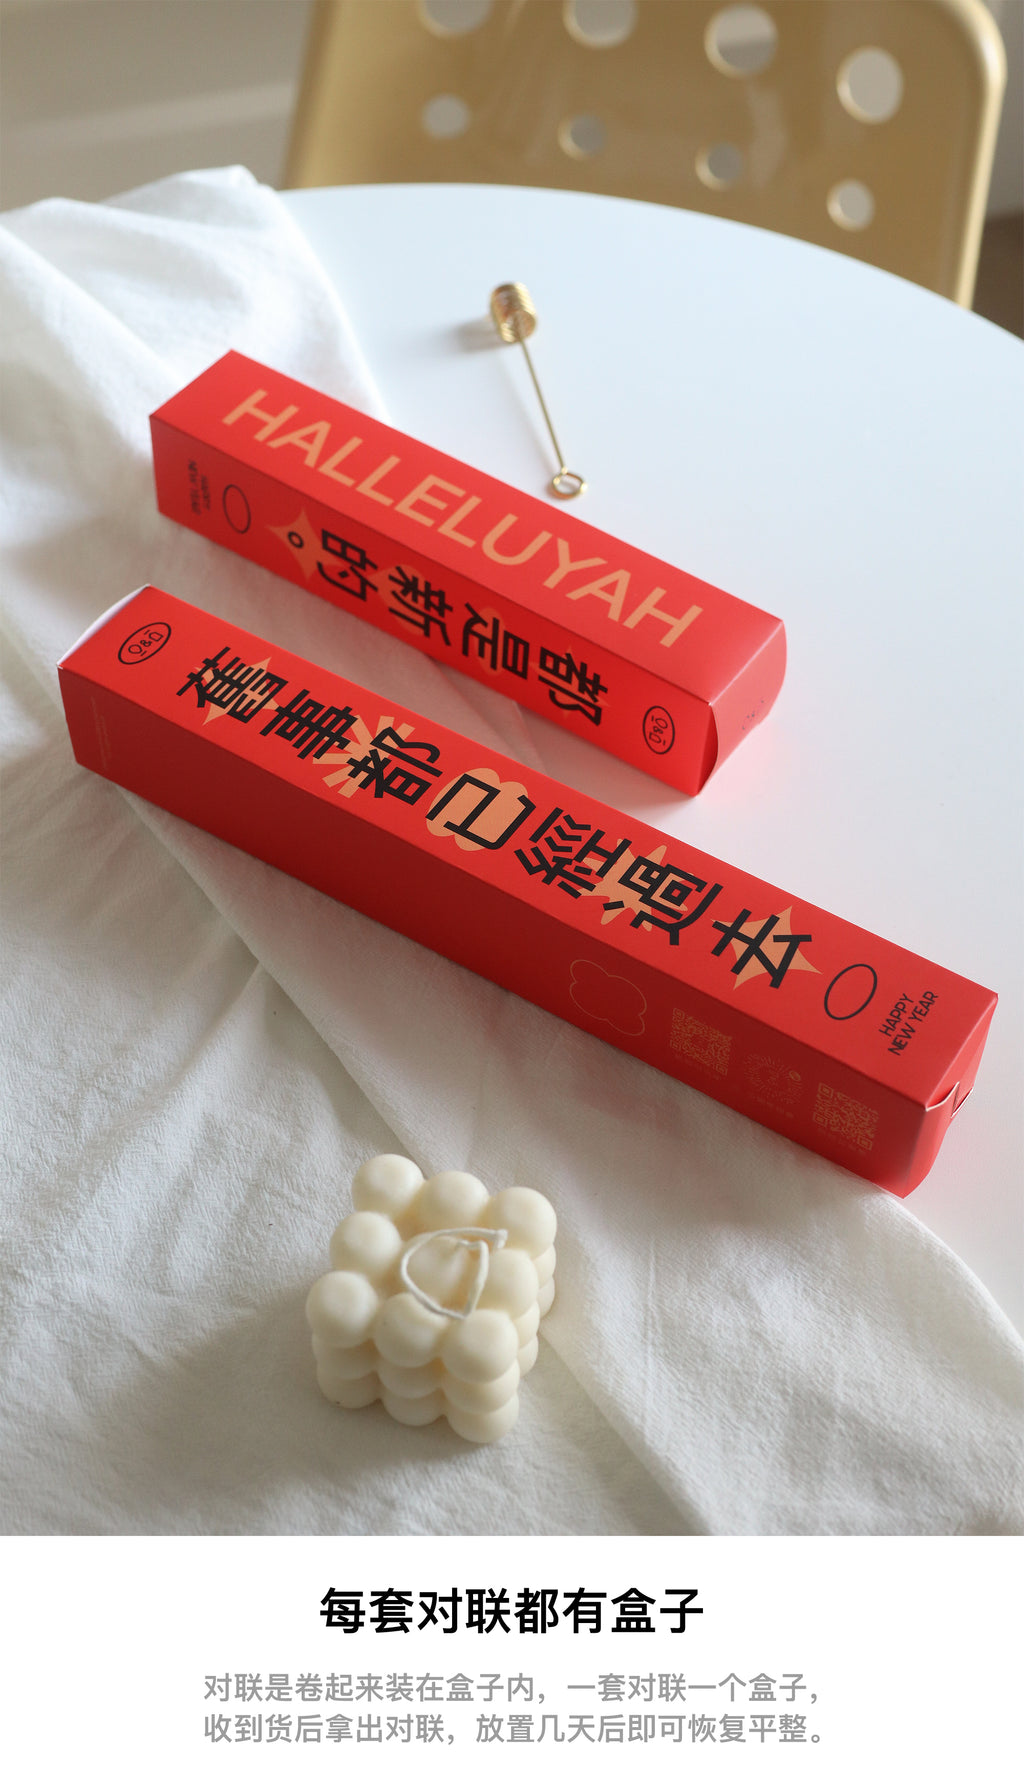 HALLELUYAH
HAPPY
NEW YEAR
都是新的。
舊事都已經過去
HAPPY
NEW YEAR
每套对联都有盒子
对联是卷起来装在盒子内，一套对联一个盒子，
收到货后拿出对联，放置几天后即可恢复平整。